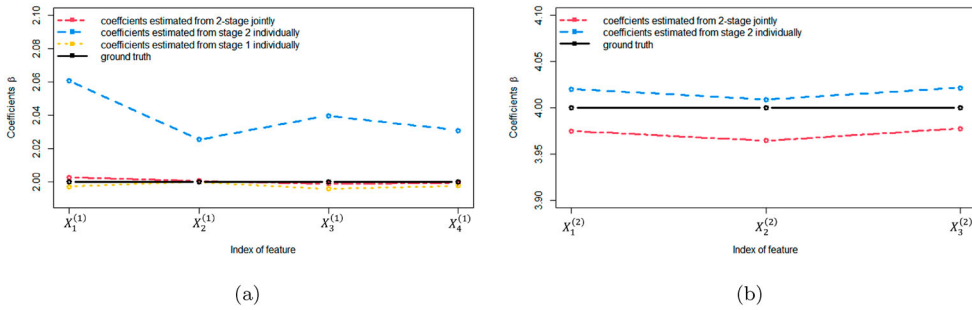 2.10
2.08
2.06
2.04
2.02
2.00
Coefficients β
coeffcients estimated from 2-stage jointly
coefficients estimated from stage 2 individually
coefficients estimated from stage 1 individually
ground truth
X₁⁽¹⁾ X₂⁽¹⁾ X₃⁽¹⁾ X₄⁽¹⁾
Index of feature
(a)
4.10
4.05
4.00
3.95
3.90
Coefficients β
coeffcients estimated from 2-stage jointly
coefficients estimated from stage 2 individually
ground truth
X₁⁽²⁾ X₂⁽²⁾ X₃⁽²⁾
Index of feature
(b)